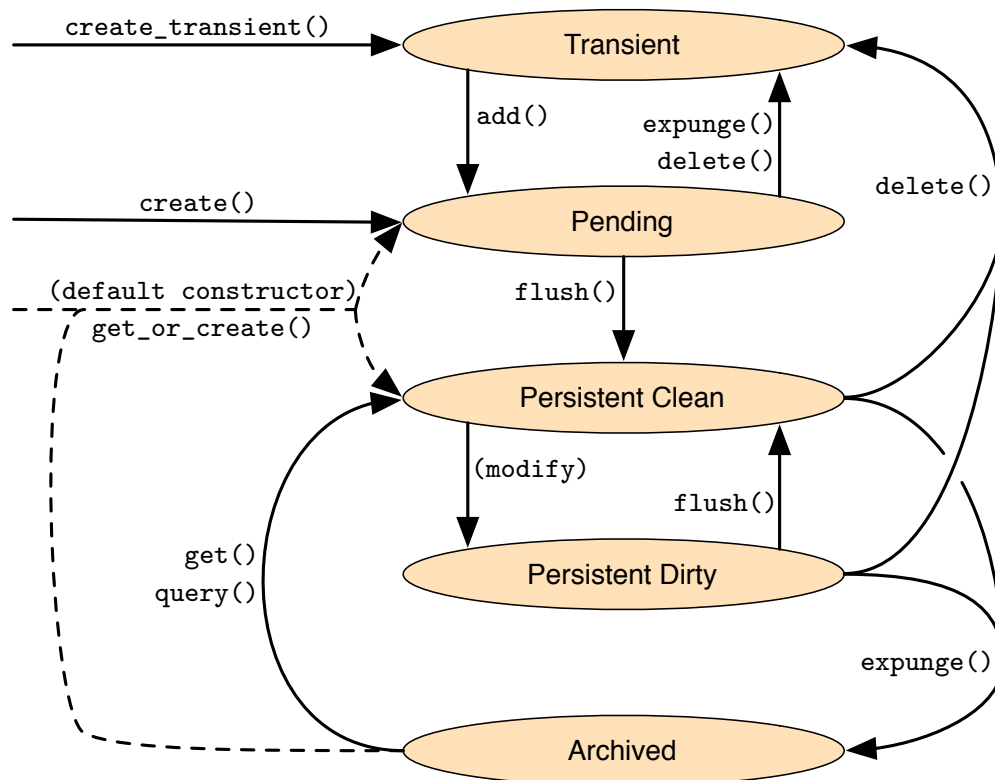 create_transient()
Transient
add()
expunge()
delete()
delete()
create()
Pending
(default constructor)
get_or_create()
flush()
Persistent Clean
(modify)
flush()
get()
query()
Persistent Dirty
expunge()
Archived